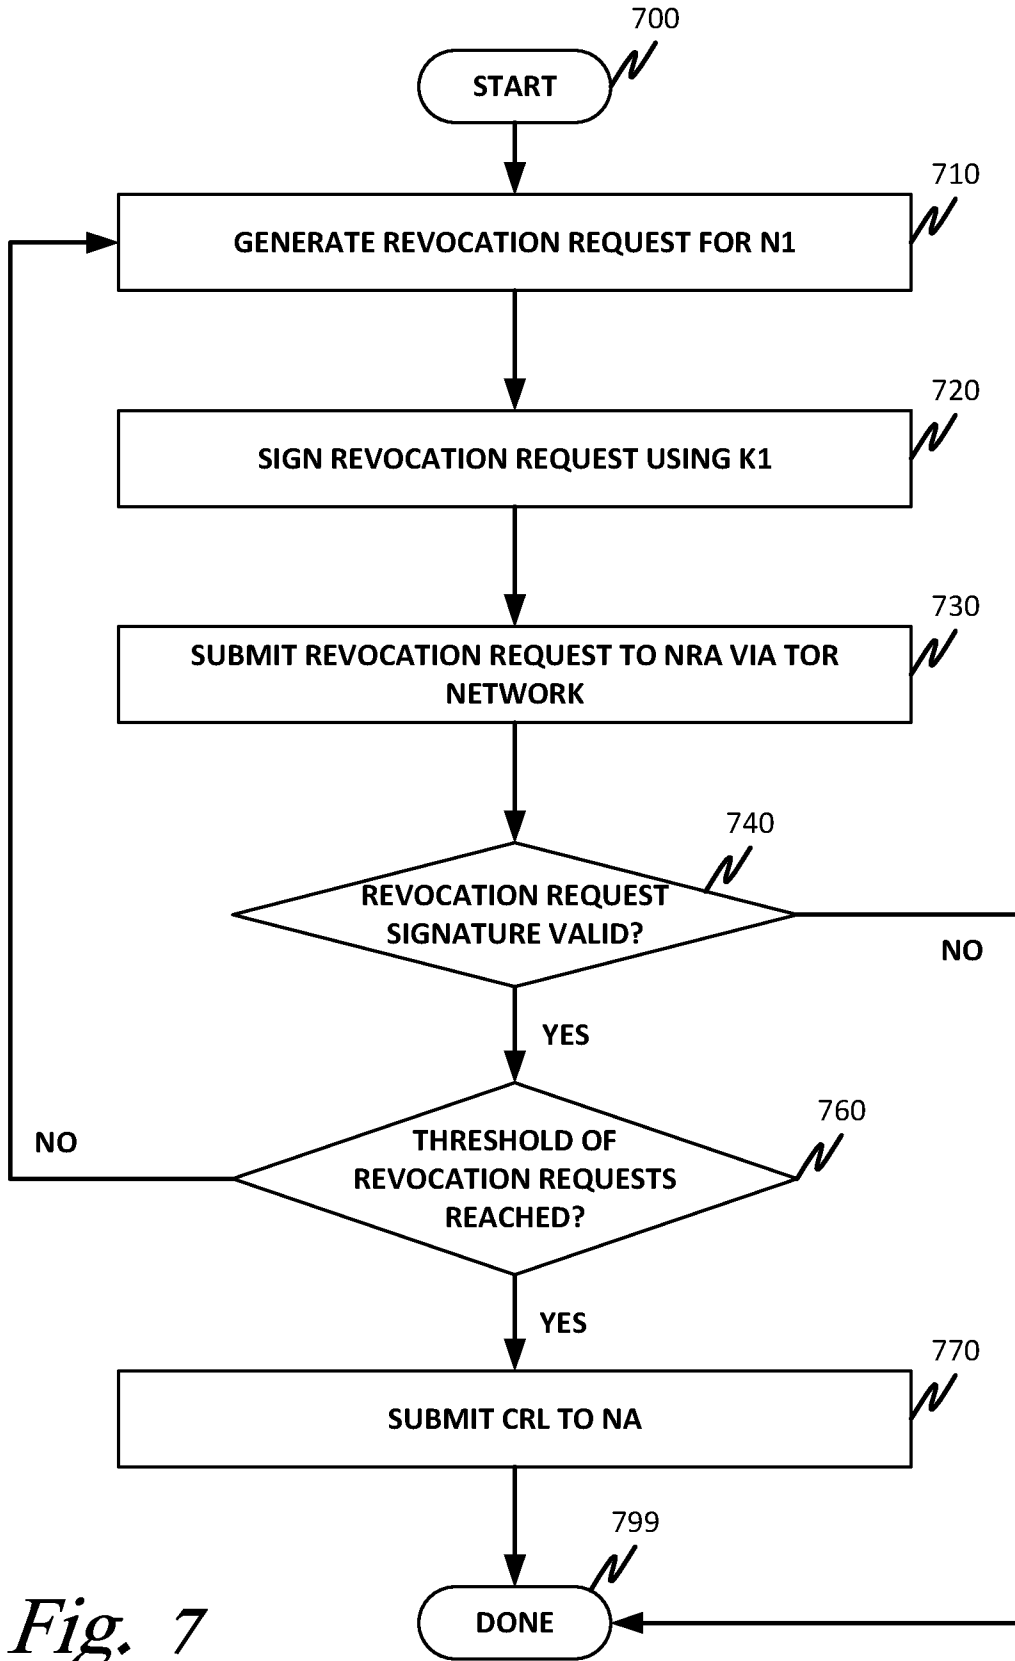 700
START
710
GENERATE REVOCATION REQUEST FOR N1
720
SIGN REVOCATION REQUEST USING K1
730
SUBMIT REVOCATION REQUEST TO NRA VIA TOR
NETWORK
740
REVOCATION REQUEST
SIGNATURE VALID?
NO
YES
760
THRESHOLD OF
REVOCATION REQUESTS
REACHED?
NO
YES
770
SUBMIT CRL TO NA
799
DONE
Fig. 7